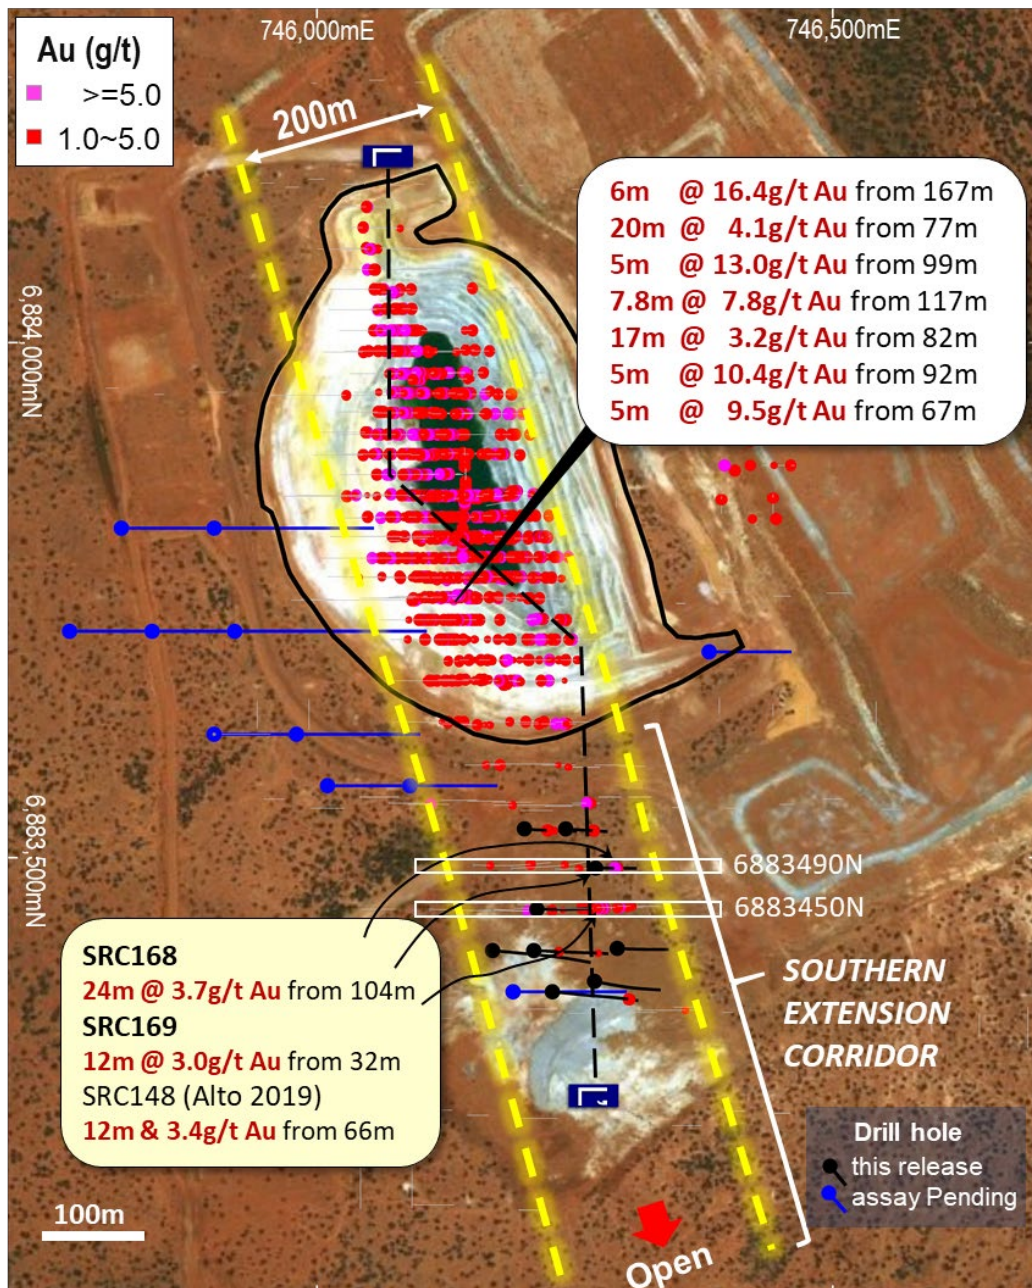 746,000mE
746,500mE
Au (g/t)
>=5.0
1.0~5.0
200m
L
6m @ 16.4g/t Au from 167m
20m @ 4.1g/t Au from 77m
5m @ 13.0g/t Au from 99m
7.8m @ 7.8g/t Au from 117m
17m @ 3.2g/t Au from 82m
5m @ 10.4g/t Au from 92m
5m @ 9.5g/t Au from 67m
6,884,000mN
6,883,500mN
6883490N
6883450N
SRC168
24m @ 3.7g/t Au from 104m
SRC169
12m @ 3.0g/t Au from 32m
SRC148 (Alto 2019)
12m & 3.4g/t Au from 66m
SOUTHERN
EXTENSION
CORRIDOR
L'
Drill hole
this release
assay Pending
100m
Open